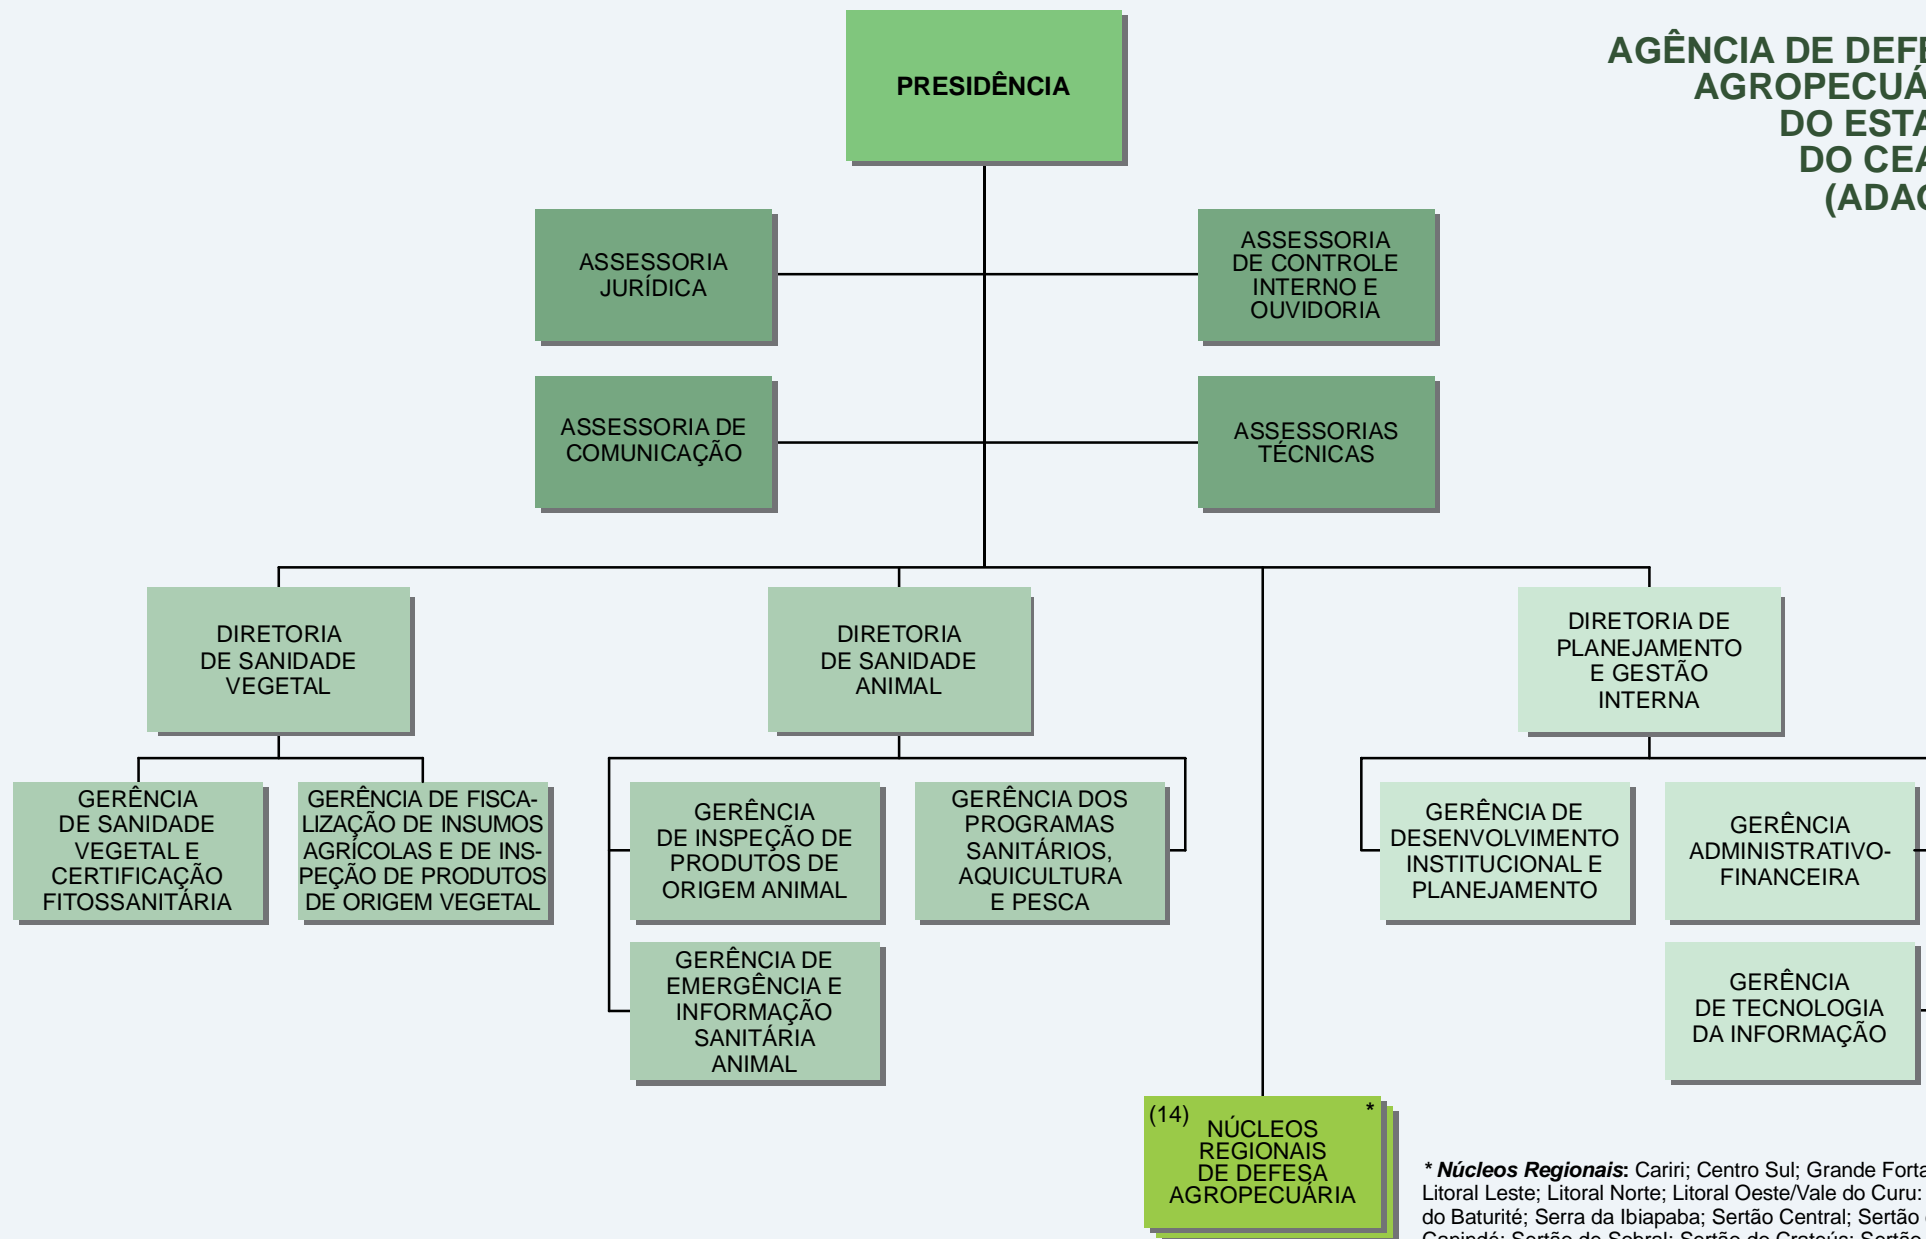 PRESIDÊNCIA
AGÊNCIA DE
AGROPECUÁ
DO
DO
ASSESSORIA
JURÍDICA
ASSESSORIA
DE CONTROLE
INTERNO E
OUVIDORIA
ASSESSORIA DE
COMUNICAÇÃO
ASSESSORIAS
TÉCNICAS
DIRETORIA
DE SANIDADE
VEGETAL
DIRETORIA
DE SANIDADE
ANIMAL
DIRETORIA DE
PLANEJAMENTO
E GESTÃO
INTERNA
GERÊNCIA
DE SANIDADE
VEGETAL E
CERTIFICAÇÃO
FITOSSANITÁRIA
GERÊNCIA DE FISCA-
LIZAÇÃO DE INSUMOS
AGRÍCOLAS E DE INS-
PEÇÃO DE PRODUTOS
DE ORIGEM VEGETAL
GERÊNCIA
DE INSPEÇÃO DE
PRODUTOS DE
ORIGEM ANIMAL
GERÊNCIA DOS
PROGRAMAS
SANITÁRIOS,
AQUICULTURA
E PESCA
GERÊNCIA DE
DESENVOLVIMENTO
INSTITUCIONAL E
PLANEJAMENTO
GERÊNCIA
ADMINISTRATIVO-
FINANCEIRA
GERÊNCIA DE
EMERGÊNCIA E
INFORMAÇÃO
SANITÁRIA
ANIMAL
GERÊNCIA
DE TECNOLOGIA
DA INFORMAÇÃO
(14) *
NÚCLEOS
REGIONAIS
DE DEFESA
AGROPECUÁRIA
* Núcleos Regionais: Cariri; Centro Sul; Grande
Litoral Leste; Litoral Norte; Litoral Oeste/Vale do Curu:
do Baturité; Serra da Ibiapaba; Sertão Central; Sertão